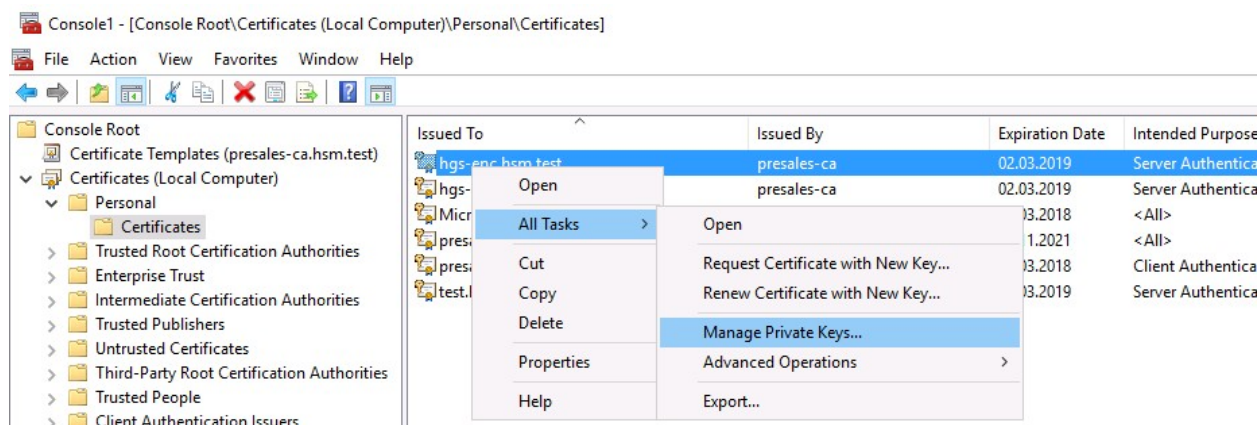 Console1 - [Console Root\Certificates (Local Computer)\Personal\Certificates]
File Action View Favorites Window Help
Console Root
Certificate Templates (presales-ca.hsm.test)
Certificates (Local Computer)
Personal
Certificates
Trusted Root Certification Authorities
Enterprise Trust
Intermediate Certification Authorities
Trusted Publishers
Untrusted Certificates
Third-Party Root Certification Authorities
Trusted People
Client Authentication Issuers
Issued To Issued By Expiration Date Intended Purpose
hgs-enc.hsm.test presales-ca 02.03.2019 Server Authentica
hgs- presales-ca 02.03.2019 Server Authentica
Micr 03.2018 <All>
presa 1.2021 <All>
presa 03.2018 Client Authentica
test.l 03.2019 Server Authentica
Open
All Tasks
Cut
Copy
Delete
Properties
Help
Open
Request Certificate with New Key...
Renew Certificate with New Key...
Manage Private Keys...
Advanced Operations
Export...